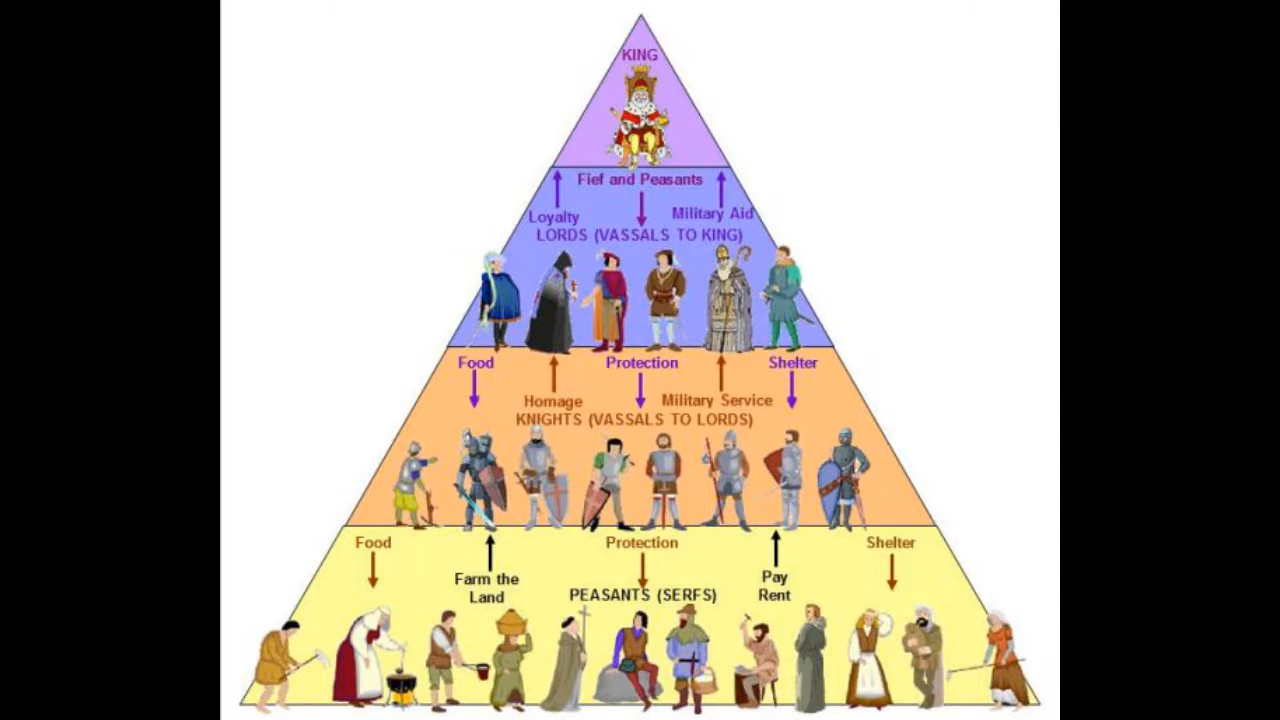 KING
Fief and Peasants
Loyalty
Military Aid
LORDS (VASSALS TO KING)
Food
Protection
Shelter
Homage
Military Service
KNIGHTS (VASSALS TO LORDS)
Food
Protection
Shelter
Farm the
Land
Pay
Rent
PEASANTS (SERFS)